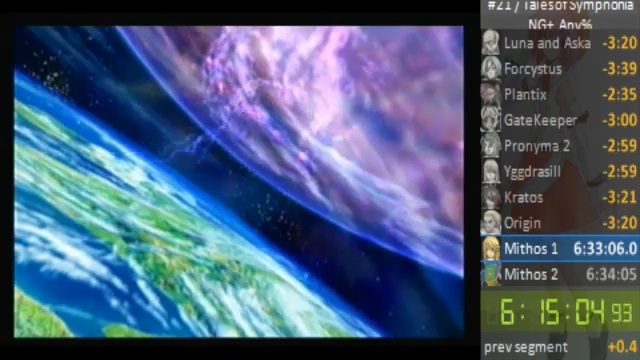 #21 / Tales of Symphonia
NG+ Any%
Luna and Aska -3:20
Forcystus -3:39
Plantix -2:35
GateKeeper -3:00
Pronyma 2 -2:59
Yggdrasill -2:59
Kratos -3:21
Origin -3:20
Mithos 1 6:33:06.0
Mithos 2 6:34:05
6:15:04 93
prev segment +0.4